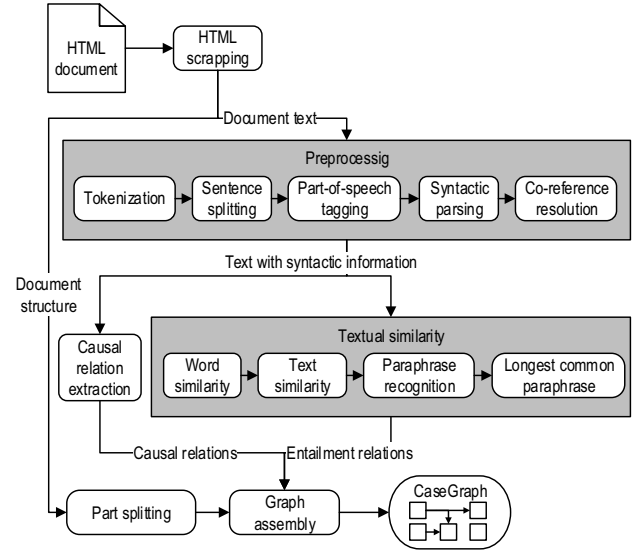 HTML
document
HTML
scrapping
Document text
Preprocessig
Tokenization
Sentence
splitting
Part-of-speech
tagging
Syntactic
parsing
Co-reference
resolution
Text with syntactic information
Document
structure
Causal
relation
extraction
Textual similarity
Word
similarity
Text
similarity
Paraphrase
recognition
Longest common
paraphrase
Causal relations
Entailment relations
Part splitting
Graph
assembly
CaseGraph